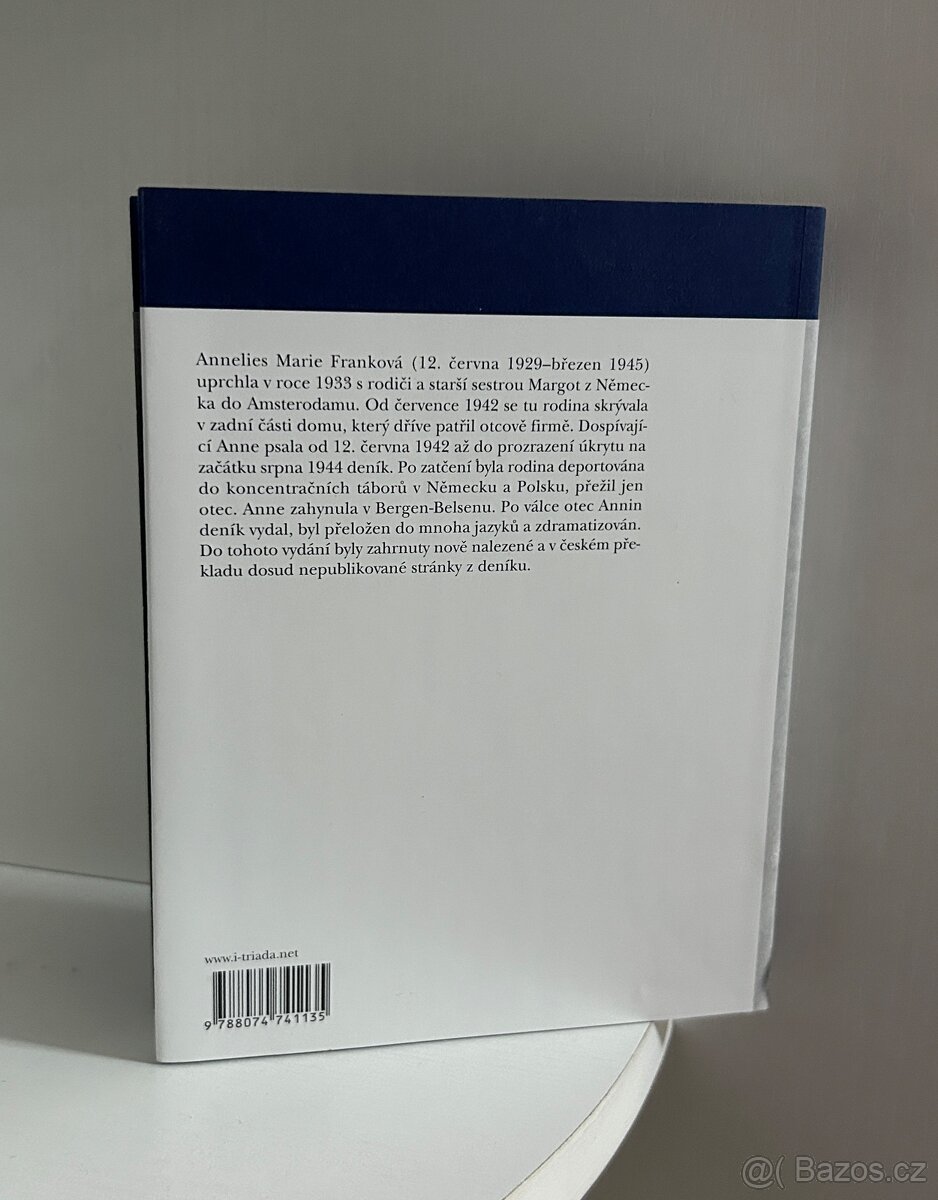 Annelies Marie Franková (12. června 1929–březen 1945)
uprchla v roce 1933 s rodiči a starší sestrou Margot z Němec-
ka do Amsterodamu. Od července 1942 se tu rodina skrývala
v zadní části domu, který dříve patřil otcově firmě. Dospívají-
cí Anne psala od 12. června 1942 až do prozrazení úkrytu na
začátku srpna 1944 deník. Po zatčení byla rodina deportována
do koncentračních táborů v Německu a Polsku, přežil jen
otec. Anne zahynula v Bergen-Belsenu. Po válce otec Annin
deník vydal, byl přeložen do mnoha jazyků a zdramatizován.
Do tohoto vydání byly zahrnuty nově nalezené a v českém pře-
kladu dosud nepublikované stránky z deníku.
www.i-triada.net
9 788074 741135
@( Bazos.cz